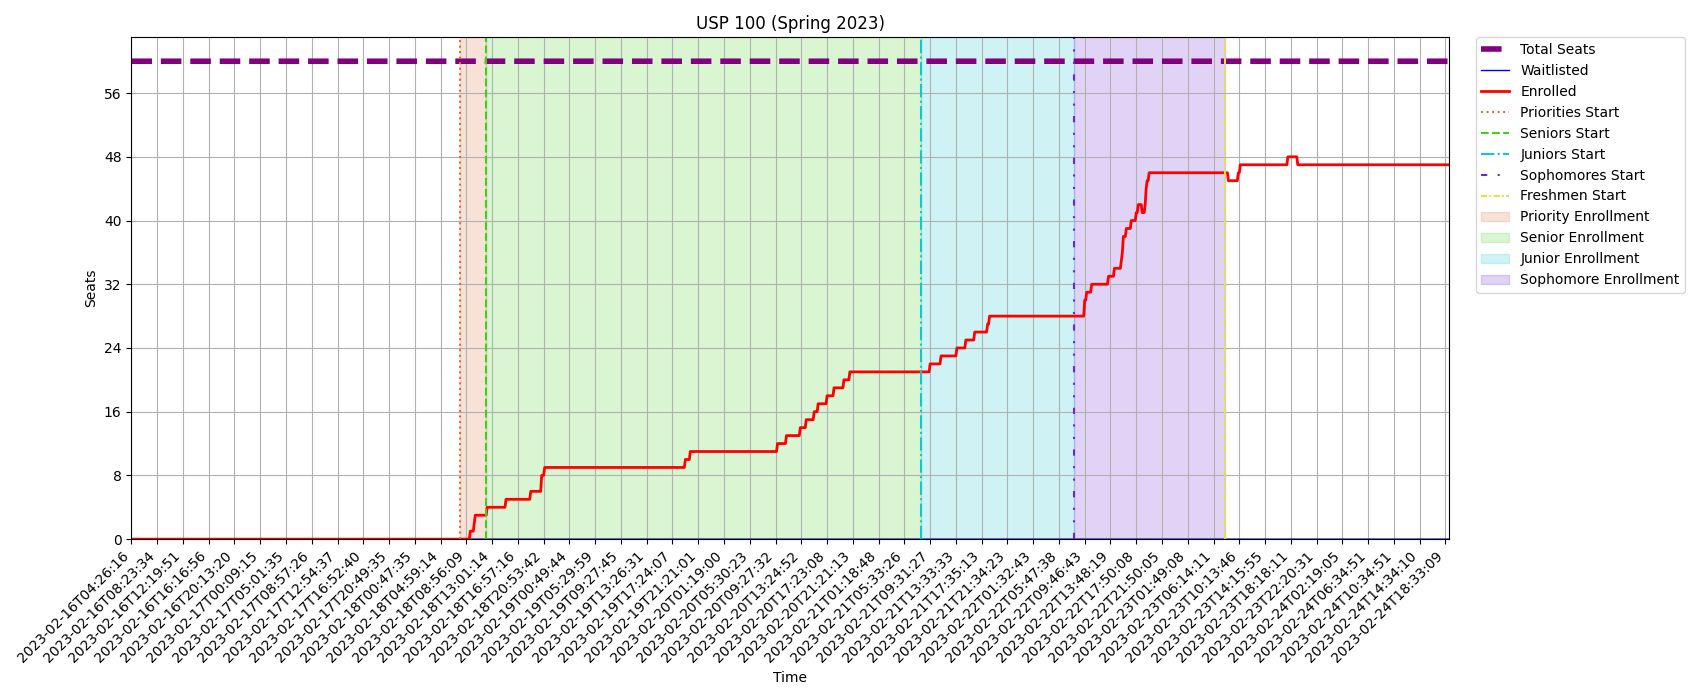 USP 100 (Spring 2023)
Total Seats
Waitlisted
Enrolled
Priorities Start
Seniors Start
Juniors Start
Sophomores Start
Freshmen Start
Priority Enrollment
Senior Enrollment
Junior Enrollment
Sophomore Enrollment
Seats
56
48
40
32
24
16
8
0
2023-02-16T04:26:16
2023-02-16T08:23:34
2023-02-16T12:19:51
2023-02-16T16:16:56
2023-02-16T20:13:20
2023-02-17T00:09:15
2023-02-17T05:01:35
2023-02-17T08:57:26
2023-02-17T12:54:37
2023-02-17T16:52:40
2023-02-17T20:49:35
2023-02-18T00:47:35
2023-02-18T04:59:14
2023-02-18T08:56:09
2023-02-18T13:01:14
2023-02-18T16:57:16
2023-02-18T20:53:42
2023-02-19T00:49:44
2023-02-19T05:29:59
2023-02-19T09:27:45
2023-02-19T13:26:31
2023-02-19T17:24:07
2023-02-19T21:21:01
2023-02-20T01:19:00
2023-02-20T05:30:23
2023-02-20T09:27:32
2023-02-20T13:24:52
2023-02-20T17:23:08
2023-02-20T21:21:13
2023-02-21T01:18:48
2023-02-21T05:33:26
2023-02-21T09:31:27
2023-02-21T13:33:33
2023-02-21T17:35:13
2023-02-21T21:34:23
2023-02-22T01:32:43
2023-02-22T05:47:38
2023-02-22T09:46:43
2023-02-22T13:48:19
2023-02-22T17:50:08
2023-02-22T21:50:05
2023-02-23T01:49:08
2023-02-23T06:14:11
2023-02-23T10:13:46
2023-02-23T14:15:55
2023-02-23T18:18:11
2023-02-23T22:20:31
2023-02-24T02:19:05
2023-02-24T06:34:51
2023-02-24T10:34:51
2023-02-24T14:34:10
2023-02-24T18:33:09
Time